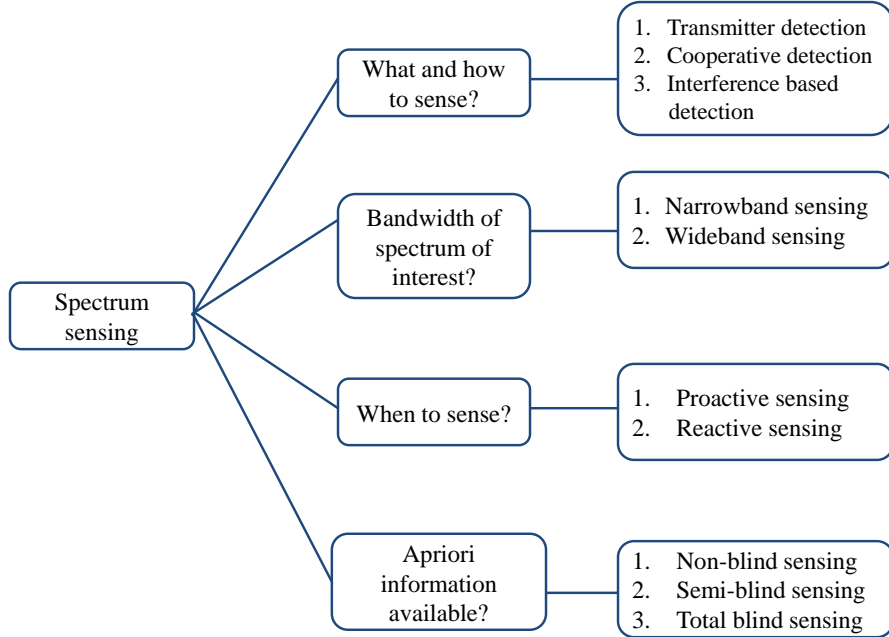 Spectrum
sensing
What and how
to sense?
1. Transmitter detection
2. Cooperative detection
3. Interference based
detection
Bandwidth of
spectrum of
interest?
1. Narrowband sensing
2. Wideband sensing
When to sense?
1. Proactive sensing
2. Reactive sensing
Apriori
information
available?
1. Non-blind sensing
2. Semi-blind sensing
3. Total blind sensing